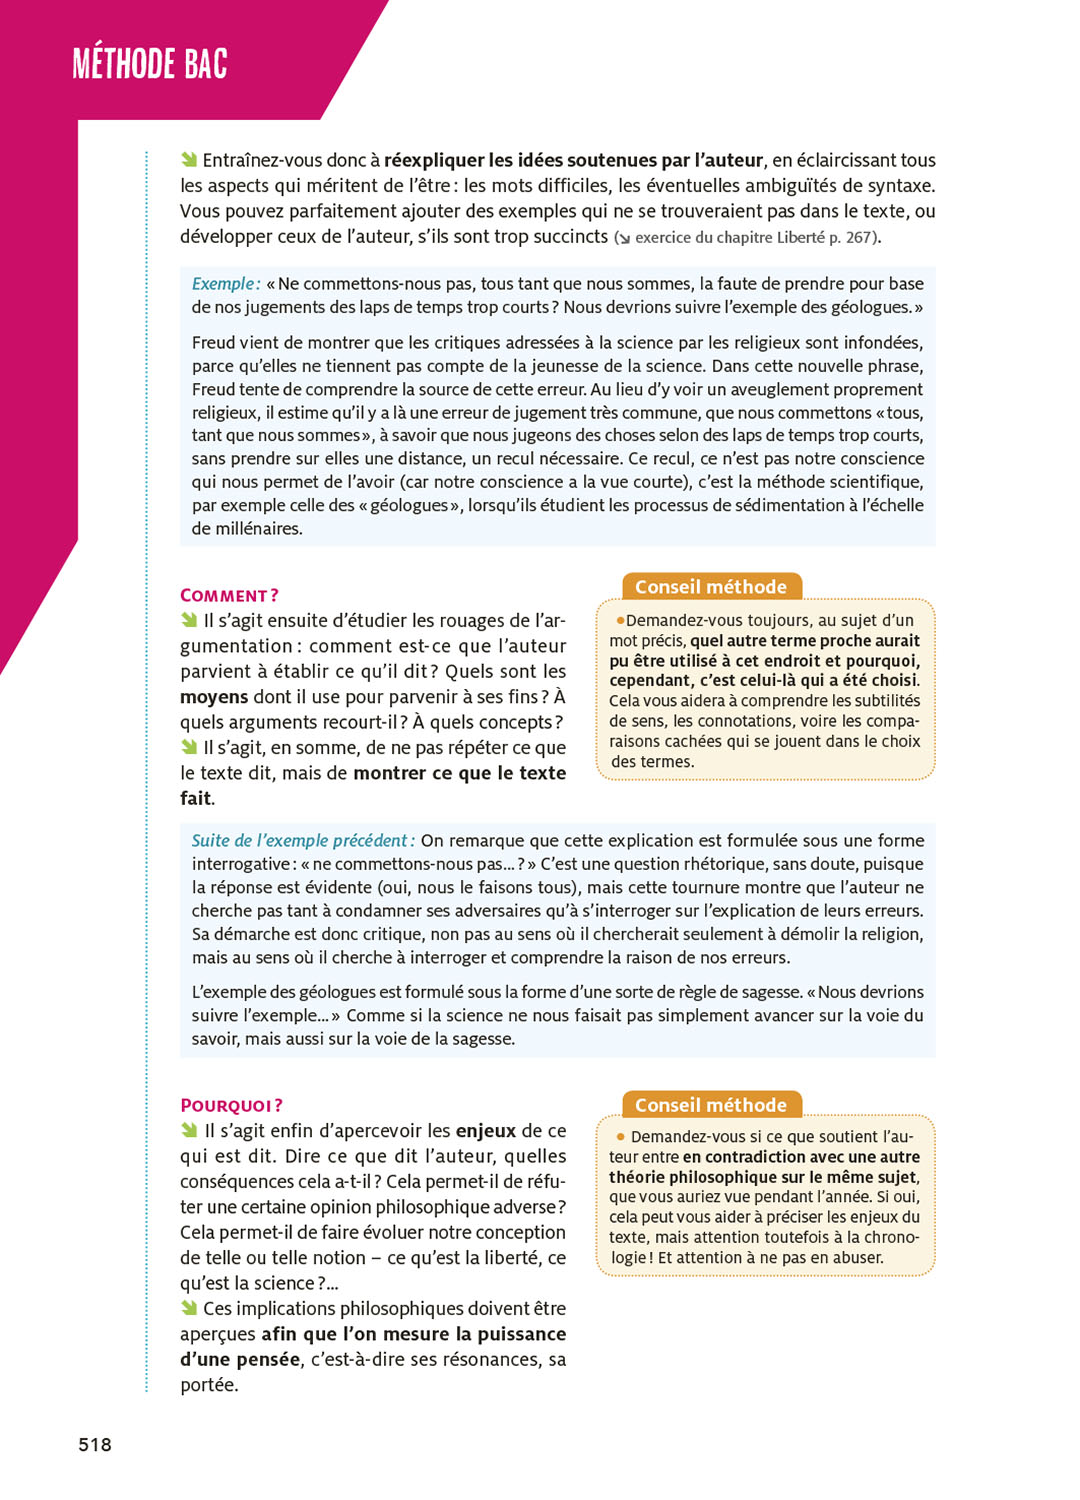 MÉTHODE BAC
Entraînez-vous donc à réexpliquer les idées soutenues par l'auteur, en éclaircissant tous
les aspects qui méritent de l'être : les mots difficiles, les éventuelles ambiguïtés de syntaxe.
Vous pouvez parfaitement ajouter des exemples qui ne se trouveraient pas dans le texte, ou
développer ceux de l'auteur, s'ils sont trop succincts (↘ exercice du chapitre Liberté p. 267).
Exemple : « Ne commettons-nous pas, tous tant que nous sommes, la faute de prendre pour base
de nos jugements des laps de temps trop courts ? Nous devrions suivre l'exemple des géologues. »
Freud vient de montrer que les critiques adressées à la science par les religieux sont infondées,
parce qu'elles ne tiennent pas compte de la jeunesse de la science. Dans cette nouvelle phrase,
Freud tente de comprendre la source de cette erreur. Au lieu d'y voir un aveuglement proprement
religieux, il estime qu'il y a là une erreur de jugement très commune, que nous commettons « tous,
tant que nous sommes », à savoir que nous jugeons des choses selon des laps de temps trop courts,
sans prendre sur elles une distance, un recul nécessaire. Ce recul, ce n'est pas notre conscience
qui nous permet de l'avoir (car notre conscience a la vue courte), c'est la méthode scientifique,
par exemple celle des « géologues », lorsqu'ils étudient les processus de sédimentation à l'échelle
de millénaires.
COMMENT ?
Il s'agit ensuite d'étudier les rouages de l'ar-
gumentation : comment est-ce que l'auteur
parvient à établir ce qu'il dit ? Quels sont les
moyens dont il use pour parvenir à ses fins ? À
quels arguments recourt-il ? À quels concepts ?
Il s'agit, en somme, de ne pas répéter ce que
le texte dit, mais de montrer ce que le texte
fait.
Conseil méthode
•Demandez-vous toujours, au sujet d'un
mot précis, quel autre terme proche aurait
pu être utilisé à cet endroit et pourquoi,
cependant, c'est celui-là qui a été choisi.
Cela vous aidera à comprendre les subtilités
de sens, les connotations, voire les compa-
raisons cachées qui se jouent dans le choix
des termes.
Suite de l'exemple précédent : On remarque que cette explication est formulée sous une forme
interrogative : « ne commettons-nous pas... ? » C'est une question rhétorique, sans doute, puisque
la réponse est évidente (oui, nous le faisons tous), mais cette tournure montre que l'auteur ne
cherche pas tant à condamner ses adversaires qu'à s'interroger sur l'explication de leurs erreurs.
Sa démarche est donc critique, non pas au sens où il chercherait seulement à démolir la religion,
mais au sens où il cherche à interroger et comprendre la raison de nos erreurs.
L'exemple des géologues est formulé sous la forme d'une sorte de règle de sagesse. « Nous devrions
suivre l'exemple... » Comme si la science ne nous faisait pas simplement avancer sur la voie du
savoir, mais aussi sur la voie de la sagesse.
POURQUOI ?
Il s'agit enfin d'apercevoir les enjeux de ce
qui est dit. Dire ce que dit l'auteur, quelles
conséquences cela a-t-il ? Cela permet-il de réfu-
ter une certaine opinion philosophique adverse ?
Cela permet-il de faire évoluer notre conception
de telle ou telle notion – ce qu'est la liberté, ce
qu'est la science ?...
Ces implications philosophiques doivent être
aperçues afin que l'on mesure la puissance
d'une pensée, c'est-à-dire ses résonances, sa
portée.
Conseil méthode
• Demandez-vous si ce que soutient l'au-
teur entre en contradiction avec une autre
théorie philosophique sur le même sujet,
que vous auriez vue pendant l'année. Si oui,
cela peut vous aider à préciser les enjeux du
texte, mais attention toutefois à la chrono-
logie ! Et attention à ne pas en abuser.
518